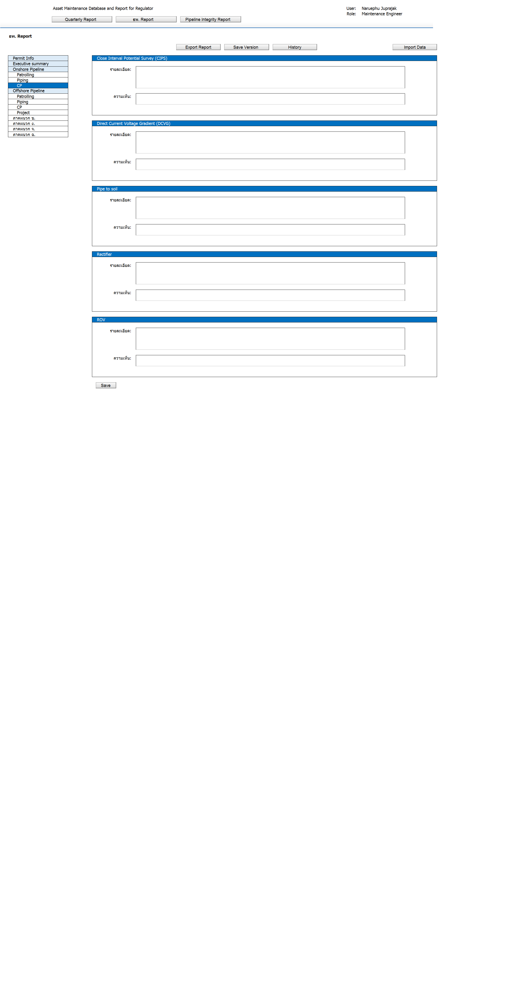 Asset Maintenance Database and Report for Regulator
User: Naruephu Juprajak
Role: Maintenance Engineer
Quarterly Report ธพ. Report Pipeline Integrity Report
ธพ. Report
Export Report Save Version History Import Data
Permit Info
Executive summary
Onshore Pipeline
Patrolling
Piping
CP
Offshore Pipeline
Patrolling
Piping
CP
Project
ภาคผนวก ข.
ภาคผนวก ง.
ภาคผนวก จ.
ภาคผนวก ฉ.
Close Interval Potential Survey (CIPS)
รายละเอียด:
ความเห็น:
Direct Current Voltage Gradient (DCVG)
รายละเอียด:
ความเห็น:
Pipe to soil
รายละเอียด:
ความเห็น:
Rectifier
รายละเอียด:
ความเห็น:
ROV
รายละเอียด:
ความเห็น:
Save